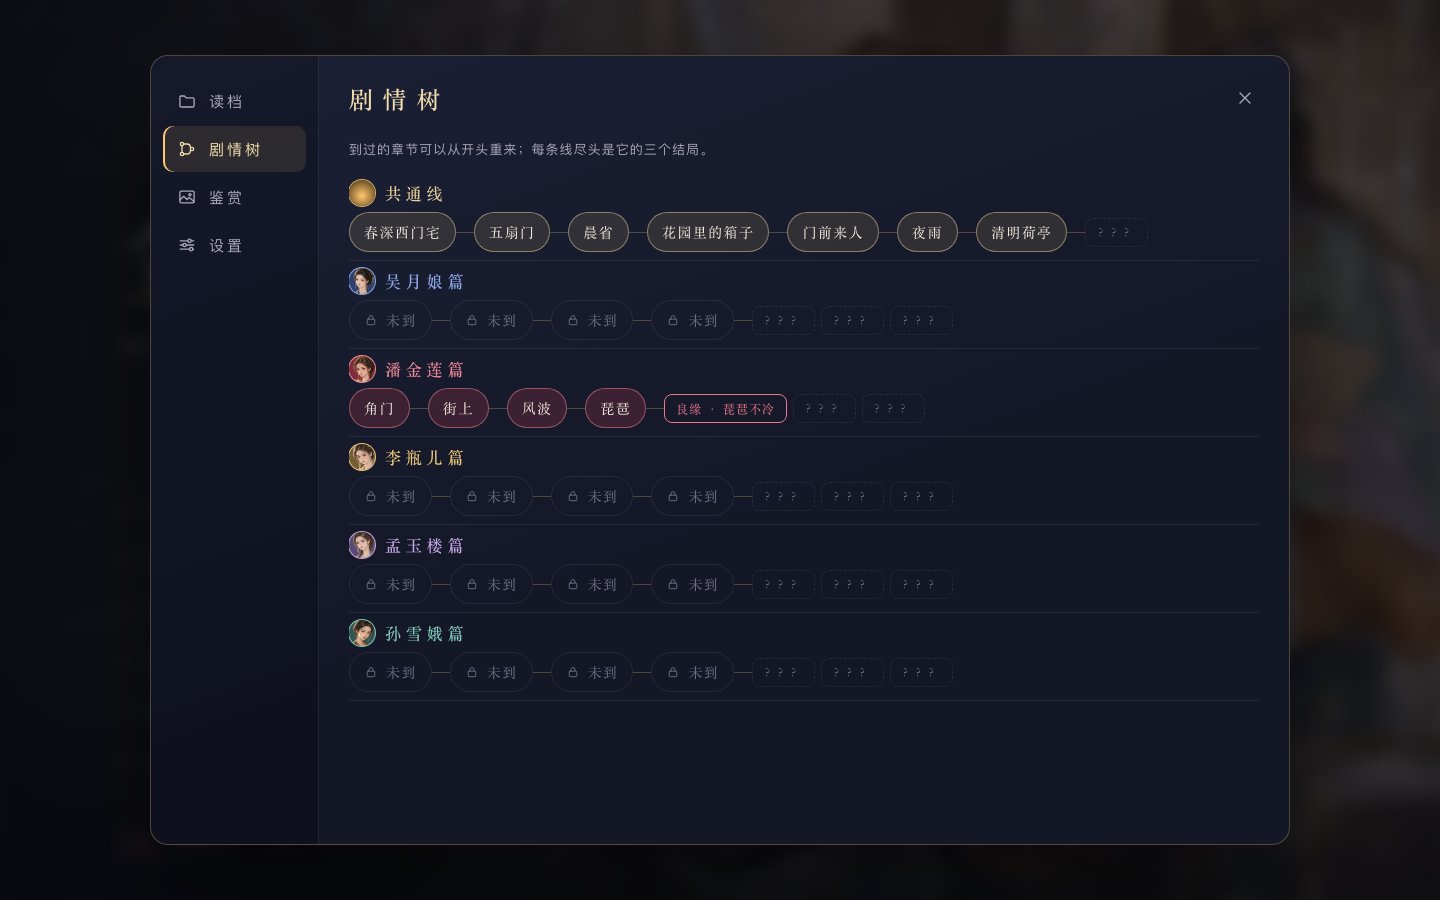 读档
剧情树
鉴赏
设置
剧情树
到过的章节可以从开头重来；每条线尽头是它的三个结局。
共通线
春深西门宅 五扇门 晨省 花园里的箱子 门前来人 夜雨 清明荷亭 ？？？
吴月娘篇
未到 未到 未到 未到 ？？？ ？？？ ？？？
潘金莲篇
角门 街上 风波 琵琶 良缘 · 琵琶不冷 ？？？ ？？？
李瓶儿篇
未到 未到 未到 未到 ？？？ ？？？ ？？？
孟玉楼篇
未到 未到 未到 未到 ？？？ ？？？ ？？？
孙雪娥篇
未到 未到 未到 未到 ？？？ ？？？ ？？？